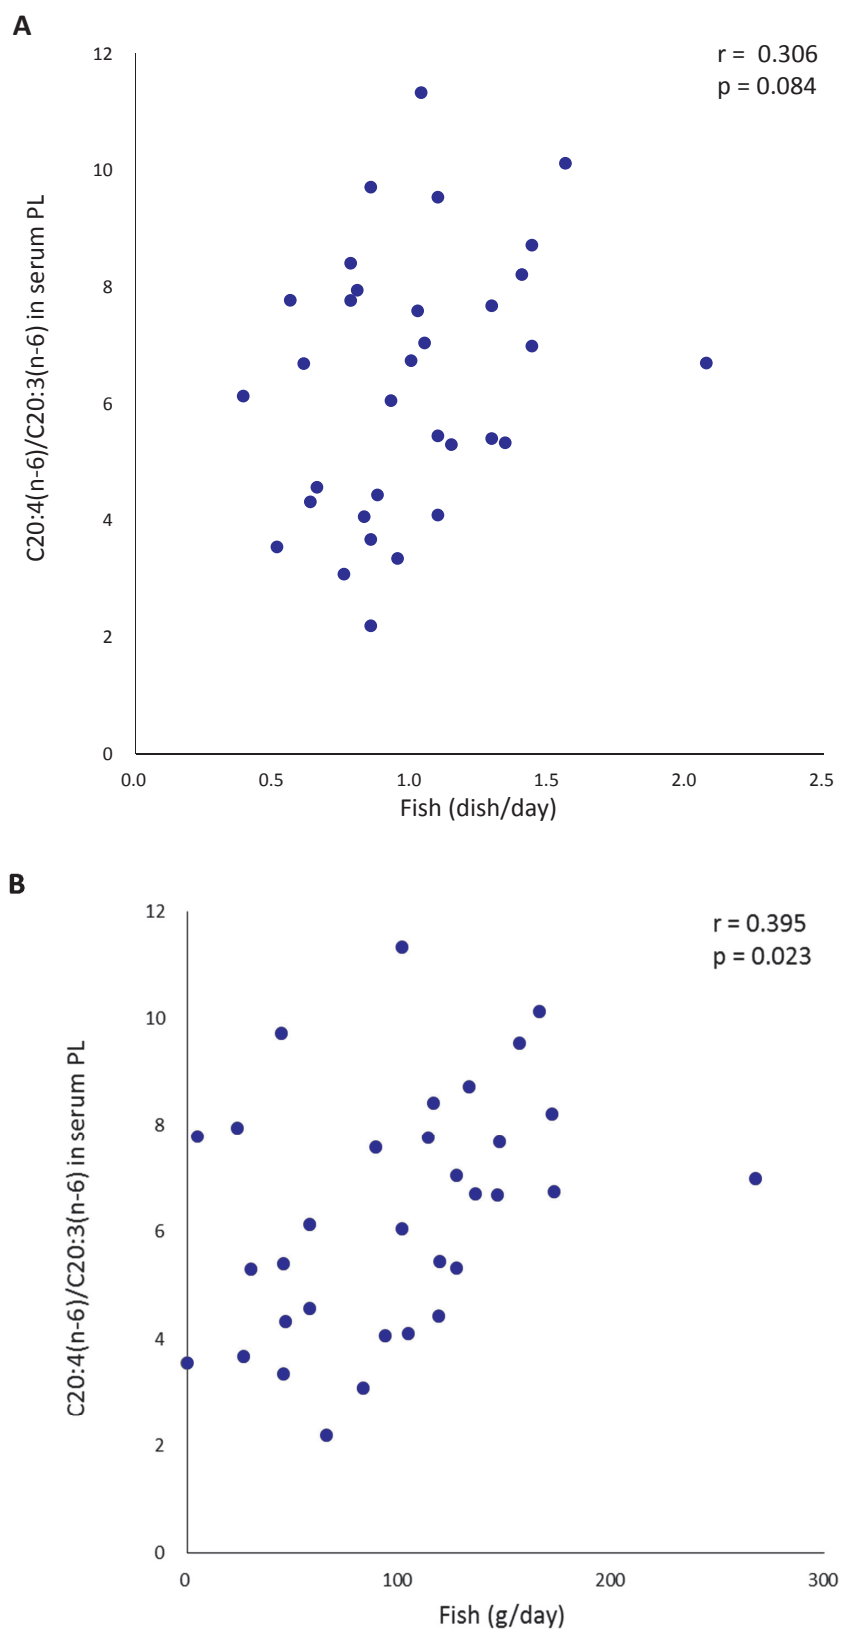 A
r = 0.306
p = 0.084
12
10
8
6
4
2
0
C20:4(n-6)/C20:3(n-6) in serum PL
0.0 0.5 1.0 1.5 2.0 2.5
Fish (dish/day)
B
r = 0.395
p = 0.023
12
10
8
6
4
2
0
C20:4(n-6)/C20:3(n-6) in serum PL
0 100 200 300
Fish (g/day)